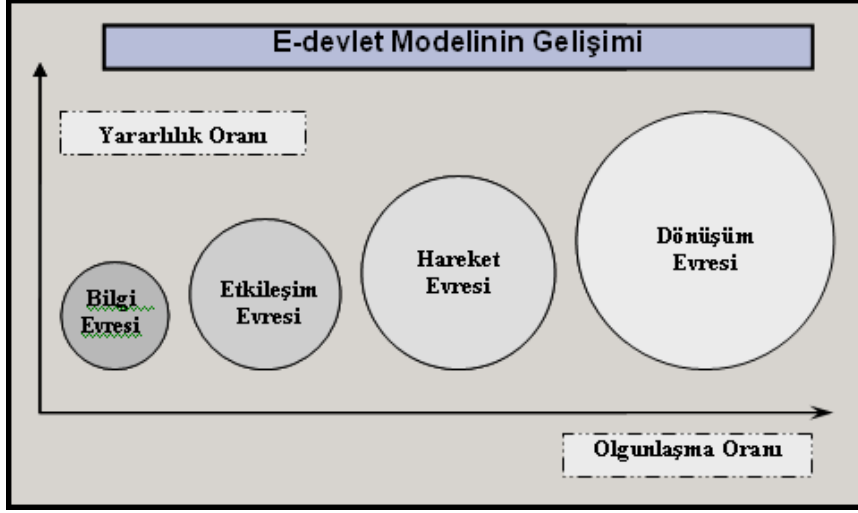 E-devlet Modelinin Gelişimi
Yararlılık Oranı
Bilgi
Evresi
Etkileşim
Evresi
Hareket
Evresi
Dönüşüm
Evresi
Olgunlaşma Oranı